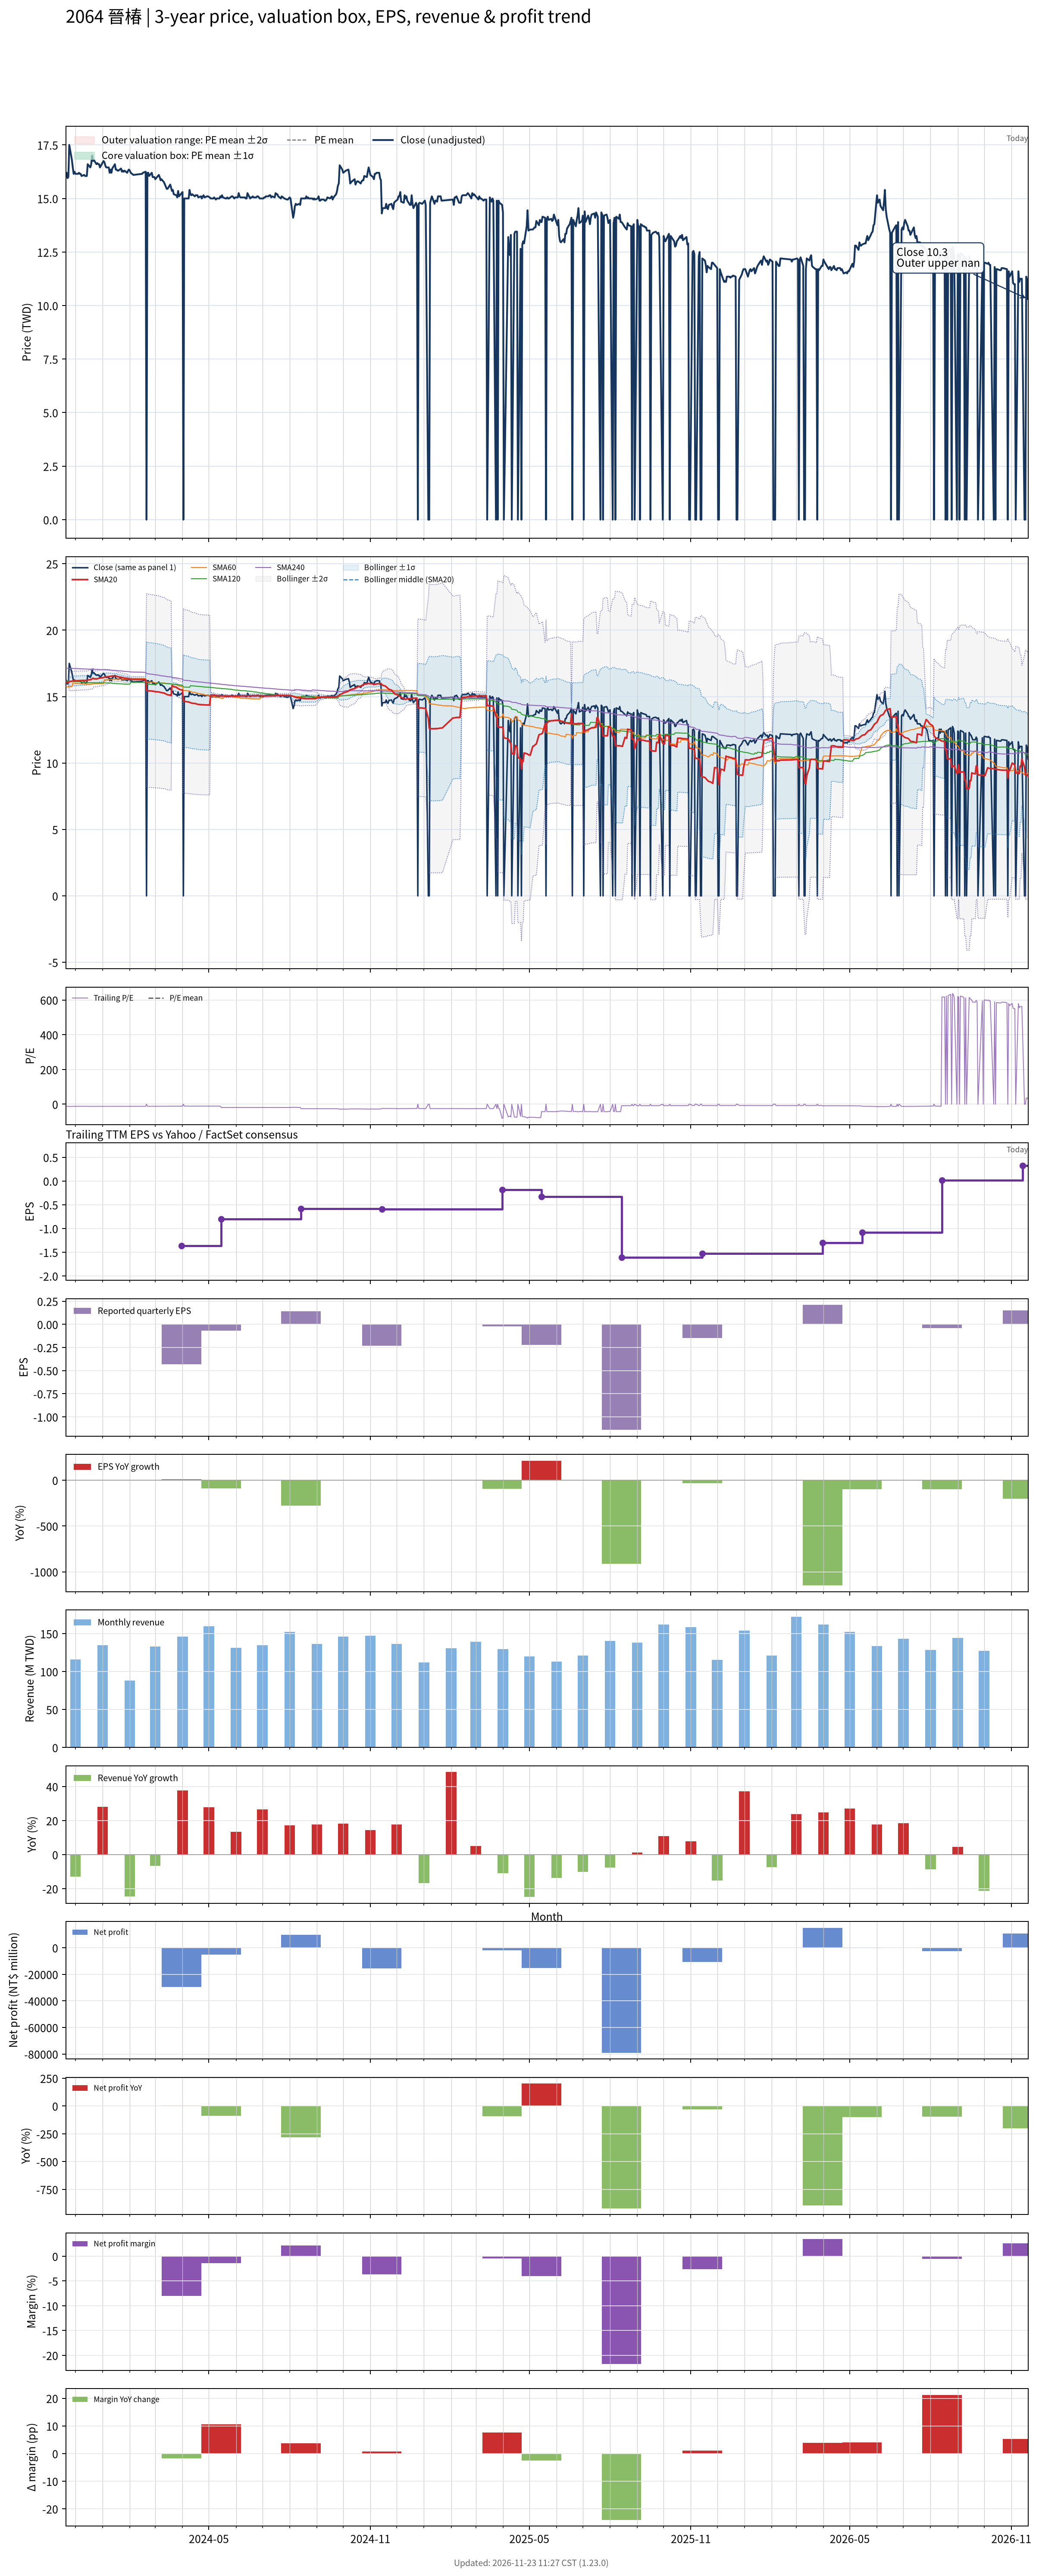 2064 晉椿 | 3-year price, valuation box, EPS, revenue & profit trend
Outer valuation range: PE mean ±2σ
PE mean
Close (unadjusted)
Core valuation box: PE mean ±1σ
Today
17.5
15.0
12.5
10.0
7.5
5.0
2.5
0.0
Price (TWD)
Close 10.3
Outer upper nan
Close (same as panel 1)
SMA60
SMA240
Bollinger ±1σ
SMA20
SMA120
Bollinger ±2σ
Bollinger middle (SMA20)
25
20
15
10
5
0
-5
Price
Trailing P/E
P/E mean
600
400
200
0
P/E
Trailing TTM EPS vs Yahoo / FactSet consensus
Today
0.5
0.0
-0.5
-1.0
-1.5
-2.0
EPS
Reported quarterly EPS
0.25
0.00
-0.25
-0.50
-0.75
-1.00
EPS
EPS YoY growth
0
-500
-1000
YoY (%)
Monthly revenue
150
100
50
0
Revenue (M TWD)
Revenue YoY growth
40
20
0
-20
YoY (%)
Month
Net profit
0
-20000
-40000
-60000
-80000
Net profit (NT$ million)
Net profit YoY
250
0
-250
-500
-750
YoY (%)
Net profit margin
0
-5
-10
-15
-20
Margin (%)
Margin YoY change
20
10
0
-10
-20
Δ margin (pp)
2024-05
2024-11
2025-05
2025-11
2026-05
2026-11
Updated: 2026-11-23 11:27 CST (1.23.0)